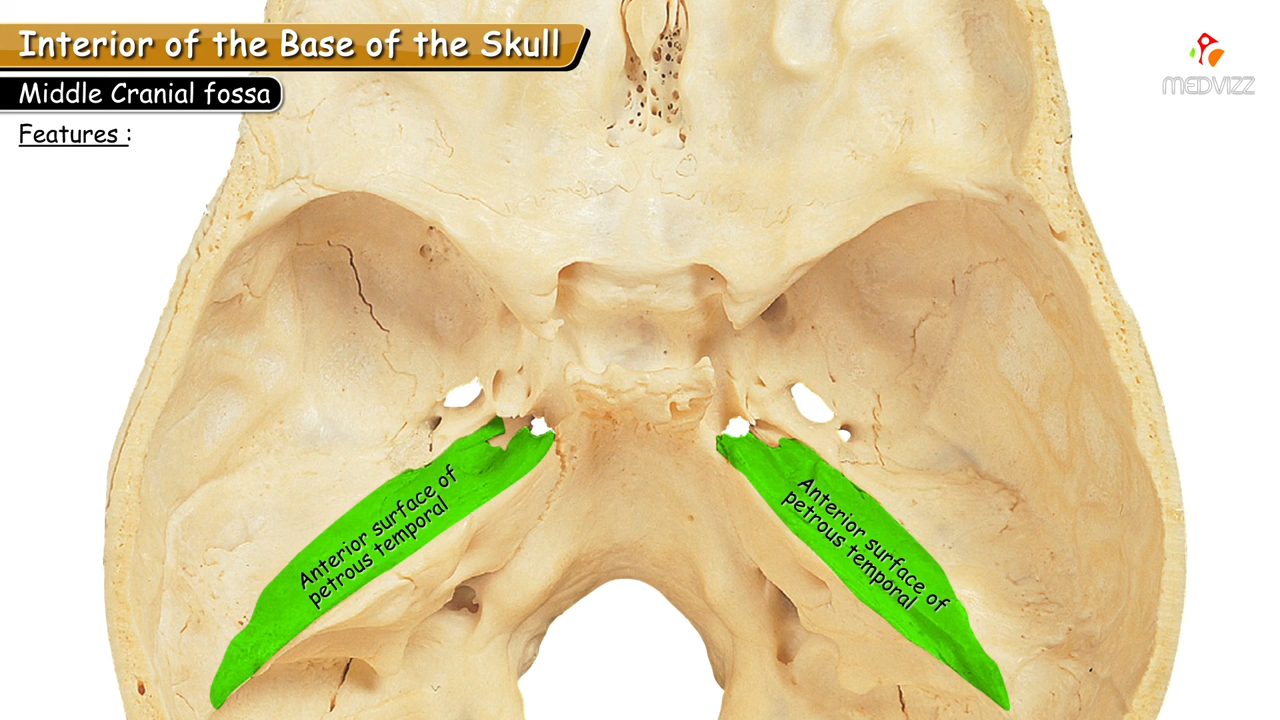 Interior of the Base of the Skull
Middle Cranial fossa
Features :
MEDVIZZ
Anterior surface of
petrous temporal
Anterior surface of
petrous temporal